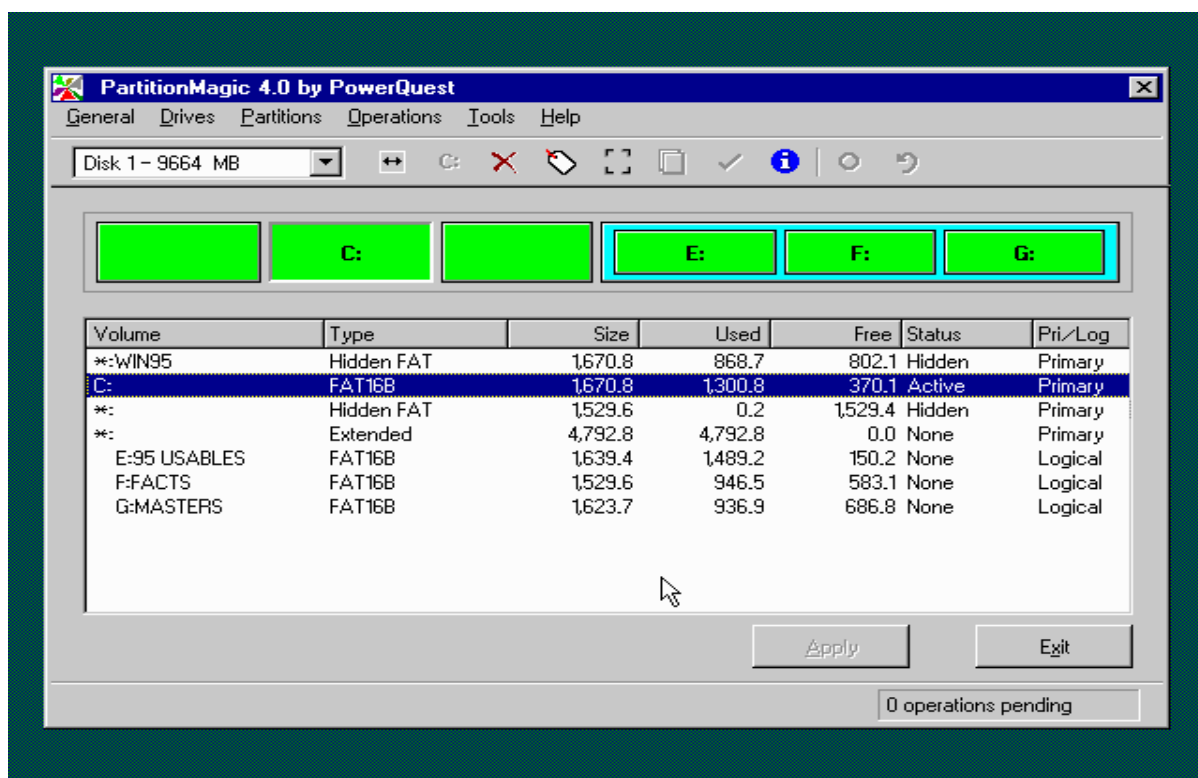 PartitionMagic 4.0 by PowerQuest
General Drives Partitions Operations Tools Help
Disk 1 - 9664 MB C:
C: E: F: G:
Volume Type Size Used Free Status Pri/Log
*:WIN95 Hidden FAT 1,670.8 868.7 802.1 Hidden Primary
C: FAT16B 1,670.8 1,300.8 370.1 Active Primary
*: Hidden FAT 1,529.6 0.2 1,529.4 Hidden Primary
*: Extended 4,792.8 4,792.8 0.0 None Primary
E:95 USABLES FAT16B 1,639.4 1,489.2 150.2 None Logical
F:FACTS FAT16B 1,529.6 946.5 583.1 None Logical
G:MASTERS FAT16B 1,623.7 936.9 686.8 None Logical
Apply Exit
0 operations pending